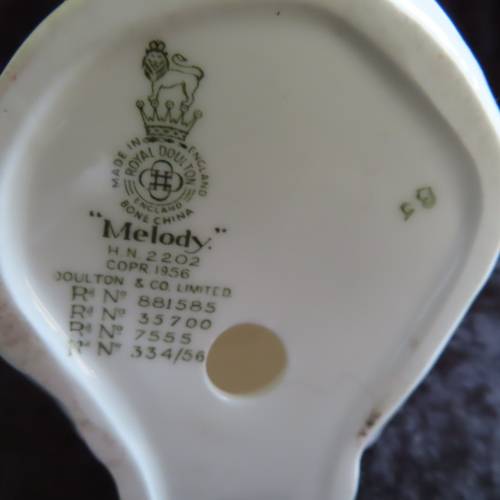 MADE IN ENGLAND
ROYAL DOULTON
ENGLAND
BONE CHINA
"Melody."
H.N. 2202
COPR. 1956
DOULTON & CO. LIMITED
Rd No 881585
Rd No 35700
Rd No 7555
Rd No 334/56